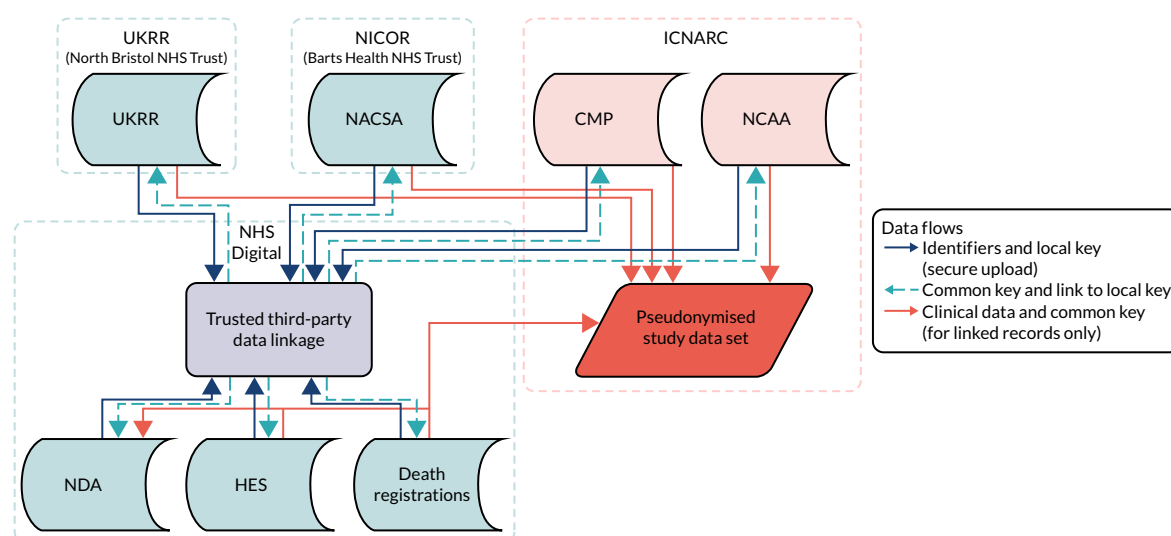 UKRR
(North Bristol NHS Trust)
UKRR
NICOR
(Barts Health NHS Trust)
NACSA
ICNARC
CMP
NCAA
NHS
Digital
Trusted third-party
data linkage
Pseudonymised
study data set
NDA
HES
Death
registrations
Data flows
Identifiers and local key
(secure upload)
Common key and link to local key
Clinical data and common key
(for linked records only)